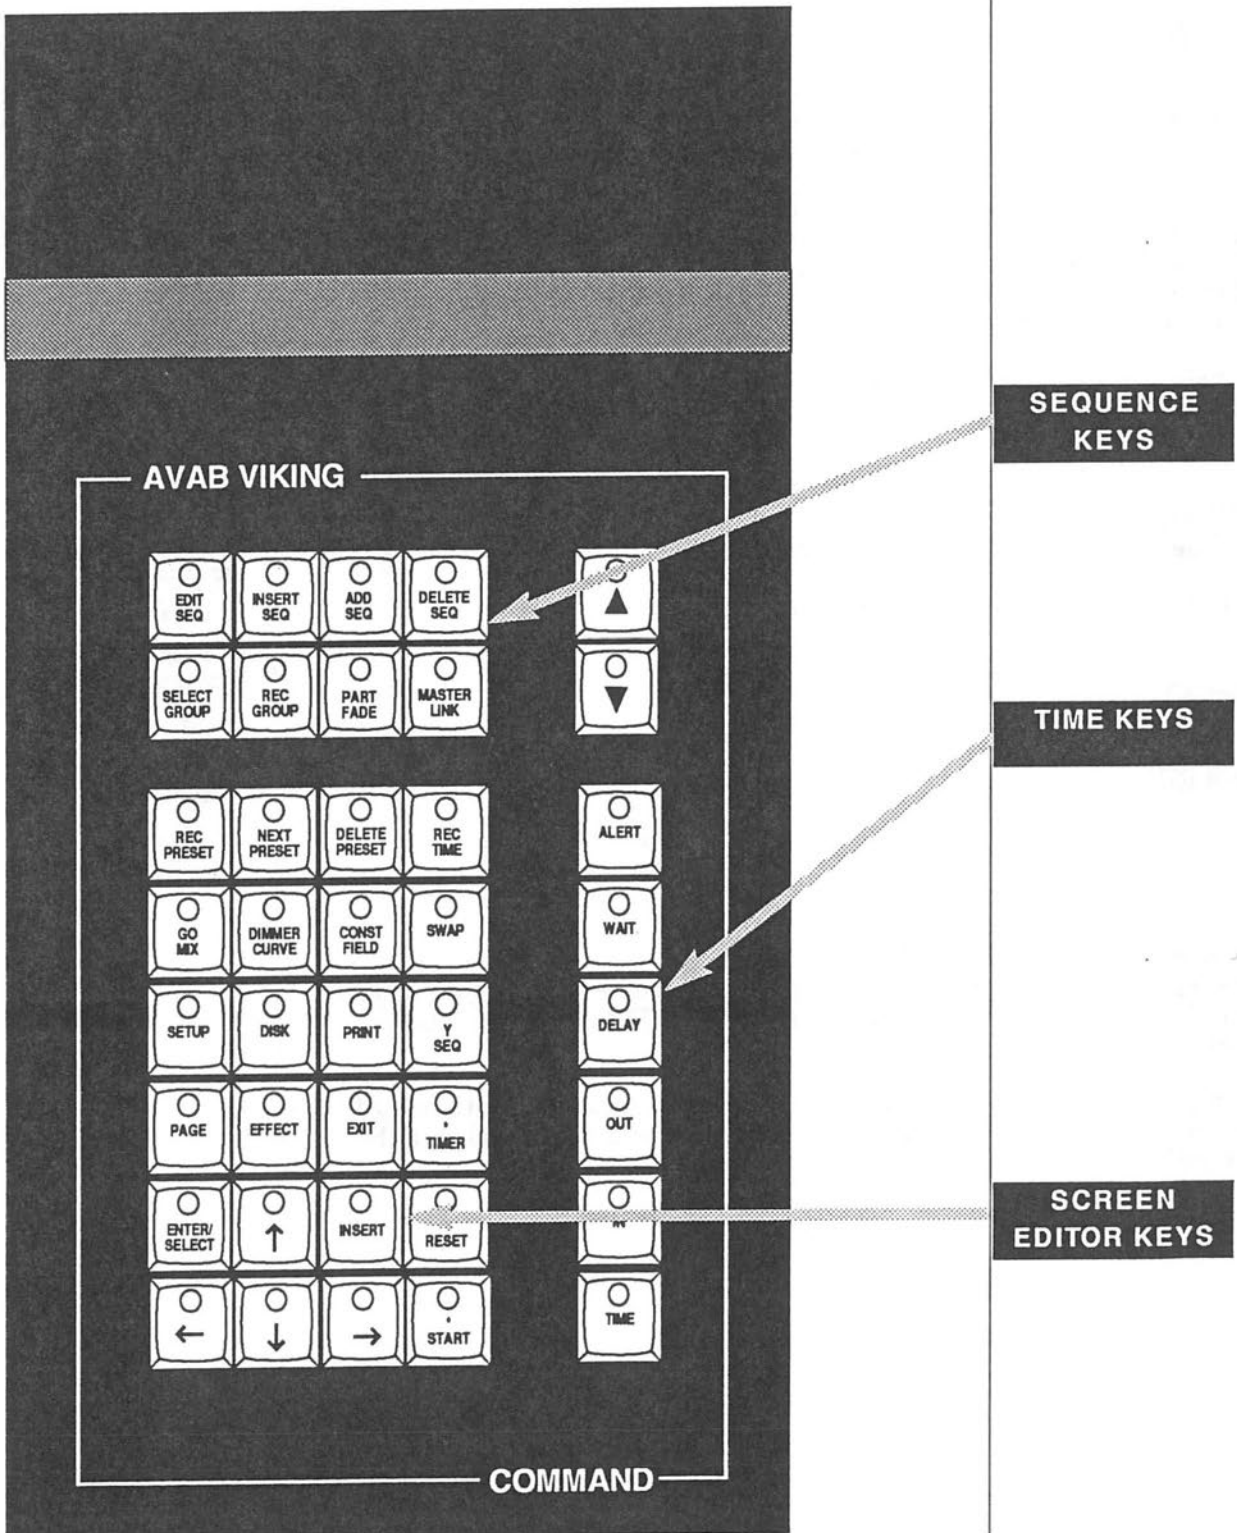 SEQUENCE
KEYS
AVAB VIKING
EDIT
SEQ
INSERT
SEQ
ADD
SEQ
DELETE
SEQ
▲
SELECT
GROUP
REC
GROUP
PART
FADE
MASTER
LINK
▼
TIME KEYS
REC
PRESET
NEXT
PRESET
DELETE
PRESET
REC
TIME
ALERT
GO
MIX
DIMMER
CURVE
CONST
FIELD
SWAP
WAIT
SETUP
DISK
PRINT
Y
SEQ
DELAY
PAGE
EFFECT
EXIT
TIMER
OUT
SCREEN
EDITOR KEYS
ENTER/
SELECT
↑
INSERT
RESET
IN
←
↓
→
START
TIME
COMMAND